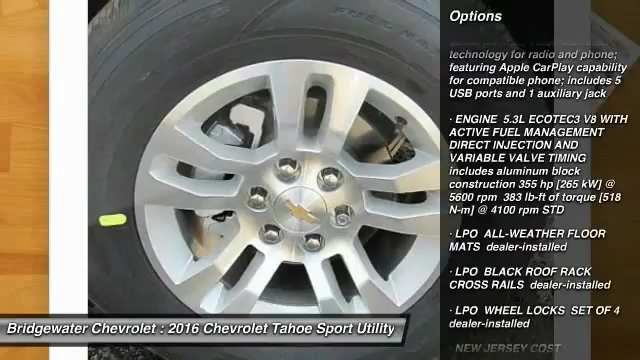 Options
technology for radio and phone;
featuring Apple CarPlay capability
for compatible phone; includes 5
USB ports and 1 auxiliary jack
· ENGINE 5.3L ECOTEC3 V8 WITH
ACTIVE FUEL MANAGEMENT
DIRECT INJECTION AND
VARIABLE VALVE TIMING
includes aluminum block
construction 355 hp [265 kW] @
5600 rpm 383 lb-ft of torque [518
N-m] @ 4100 rpm STD
· LPO ALL-WEATHER FLOOR
MATS dealer-installed
· LPO BLACK ROOF RACK
CROSS RAILS dealer-installed
· LPO WHEEL LOCKS SET OF 4
dealer-installed
· NEW JERSEY COST
Bridgewater Chevrolet : 2016 Chevrolet Tahoe Sport Utility